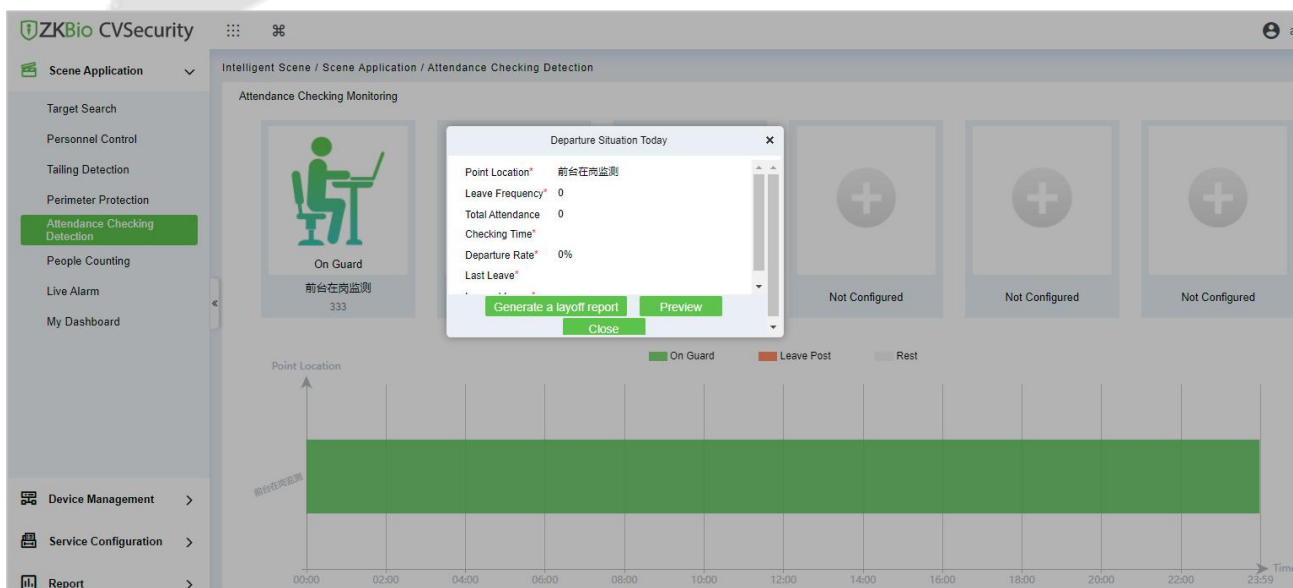 ZKBio CVSecurity
Scene Application
Target Search
Personnel Control
Tailing Detection
Perimeter Protection
Attendance Checking
Detection
People Counting
Live Alarm
My Dashboard
Device Management
Service Configuration
Report
Intelligent Scene / Scene Application / Attendance Checking Detection
Attendance Checking Monitoring
On Guard
前台在岗监测
333
Departure Situation Today
Point Location* 前台在岗监测
Leave Frequency* 0
Total Attendance 0
Checking Time*
Departure Rate* 0%
Last Leave*
Generate a layoff report
Preview
Close
Not Configured
Not Configured
Not Configured
On Guard
Leave Post
Rest
Point Location
前台在岗监测
00:00 02:00 04:00 06:00 08:00 10:00 12:00 14:00 16:00 18:00 20:00 22:00 23:59